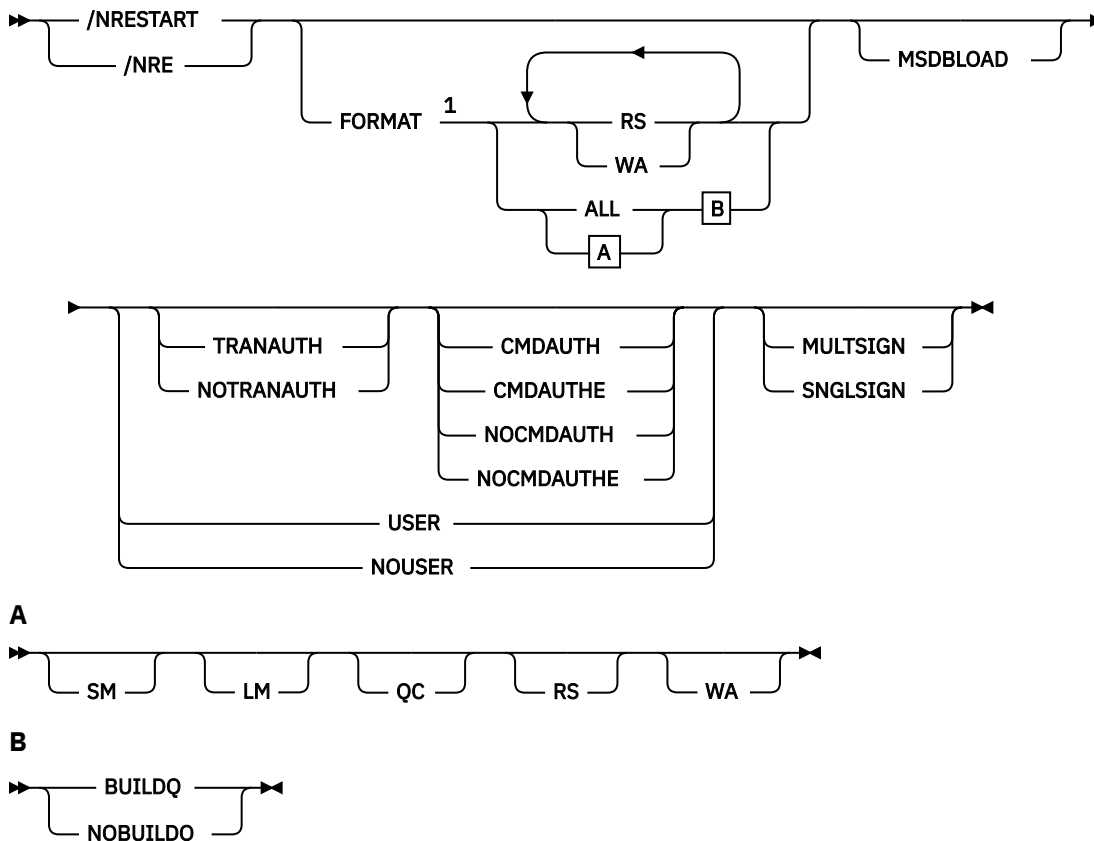 /NRESTART
/NRE
MSDBLOAD
FORMAT 1
RS
WA
ALL
B
A
TRANAUTH
NOTRANAUTH
CMDAUTH
CMDAUTHE
NOCMDAUTH
NOCMDAUTHE
MULTSIGN
SNGLSIGN
USER
NOUSER
A
SM LM QC RS WA
B
BUILDQ
NOBUILDQ